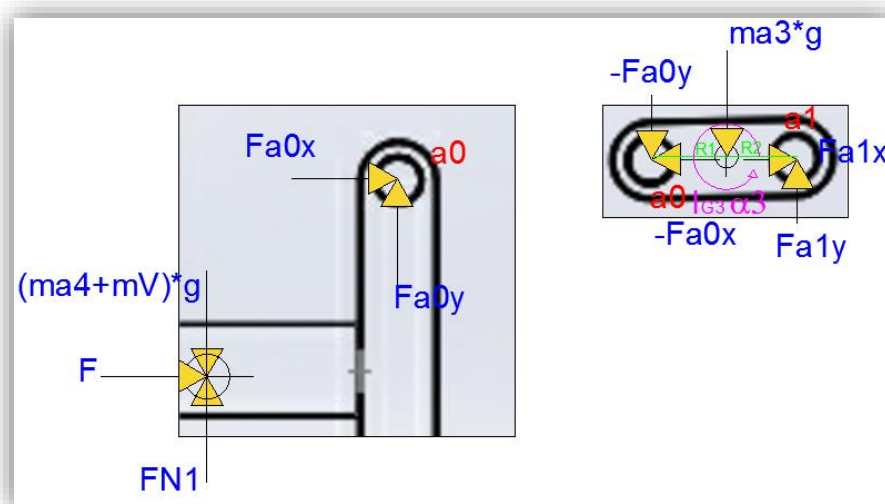 ma3*g
-Fa0y
Fa0x
a0
a1
R1
R2
Fa1x
a0
IG3 α3
-Fa0x
Fa1y
(ma4+mV)*g
Fa0y
F
FN1